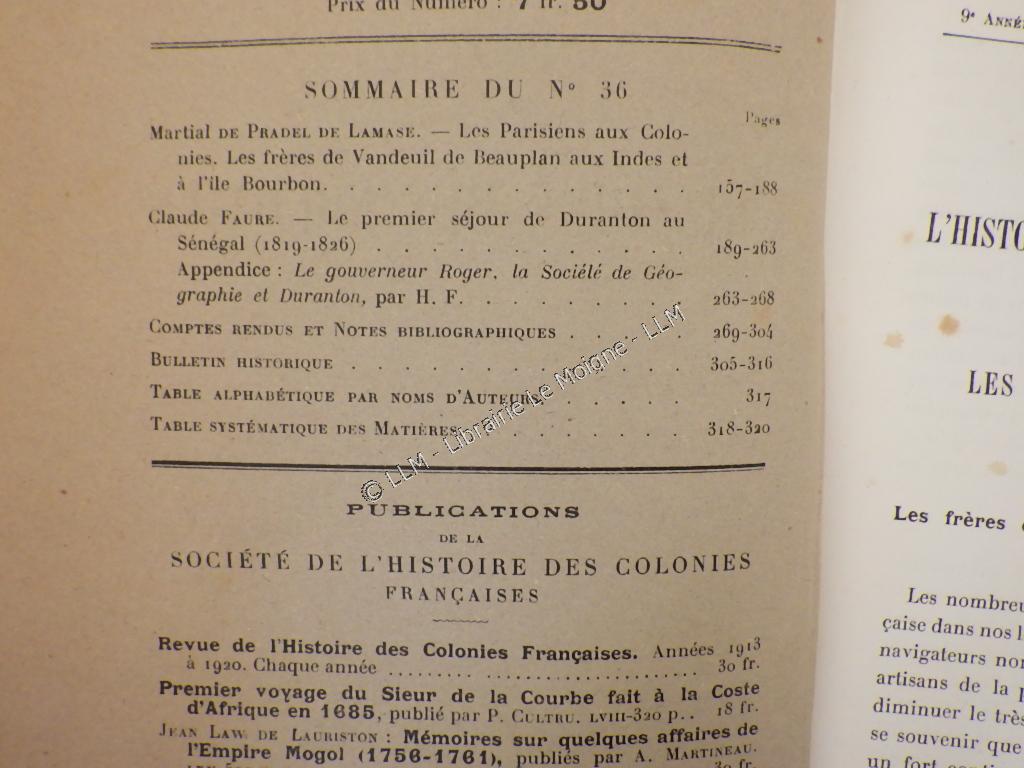 Prix du Numéro : 7 fr. 50
SOMMAIRE DU N° 36
Pages
Martial DE PRADEL DE LAMASE. — Les Parisiens aux Colo-
nies. Les frères de Vandeuil de Beauplan aux Indes et
à l'île Bourbon. . . . . . . . . . . . . . 157-188
Claude FAURE. — Le premier séjour de Duranton au
Sénégal (1819-1826) . . . . . . . . . . . . 189-263
Appendice : Le gouverneur Roger, la Société de Géo-
graphie et Duranton, par H. F. . . . . . . . . 263-268
COMPTES RENDUS ET NOTES BIBLIOGRAPHIQUES . . . . . 269-304
BULLETIN HISTORIQUE . . . . . . . . . . . . . 305-316
TABLE ALPHABÉTIQUE PAR NOMS D'AUTEURS . . . . . 317
TABLE SYSTÉMATIQUE DES MATIÈRES. . . . . . . . . 318-320
© LLM - Librairie Le Moigne - LLM
PUBLICATIONS
DE LA
SOCIÉTÉ DE L'HISTOIRE DES COLONIES
FRANÇAISES
Revue de l'Histoire des Colonies Françaises. Années 1913
à 1920. Chaque année . . . . . . . . . . . . 30 fr.
Premier voyage du Sieur de la Courbe fait à la Coste
d'Afrique en 1685, publié par P. CULTRU. LVIII-320 p. . 18 fr.
JEAN LAW DE LAURISTON : Mémoires sur quelques affaires de
l'Empire Mogol (1756-1761), publiés par A. MARTINEAU.
30 fr.
9e ANNÉ
L'HISTO
LES
Les frères
Les nombreu
çaise dans nos
navigateurs no
artisans de la
diminuer le trè
se souvenir que
un fort